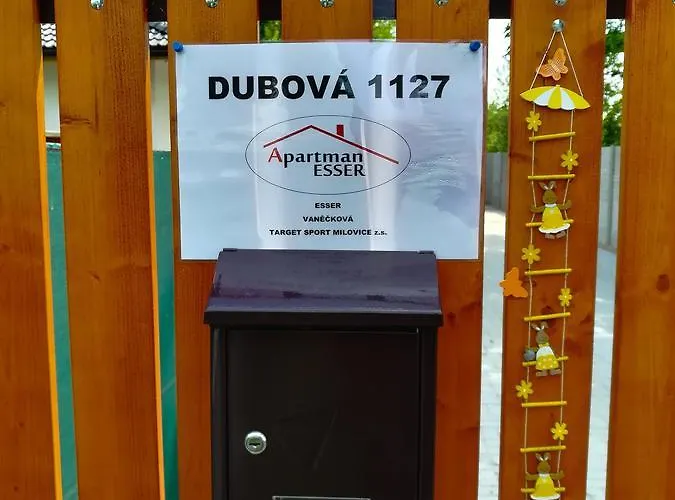 DUBOVÁ 1127
Apartman
ESSER
ESSER
VANĚČKOVÁ
TARGET SPORT MILOVICE z.s.